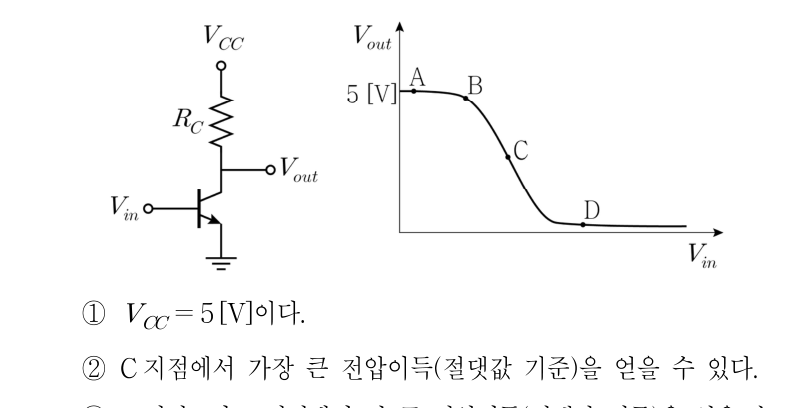 V_CC
R_C
V_out
V_in
V_out
5 [V]
A
B
C
D
V_in
① V_CC = 5[V]이다.
② C 지점에서 가장 큰 전압이득(절댓값 기준)을 얻을 수 있다.